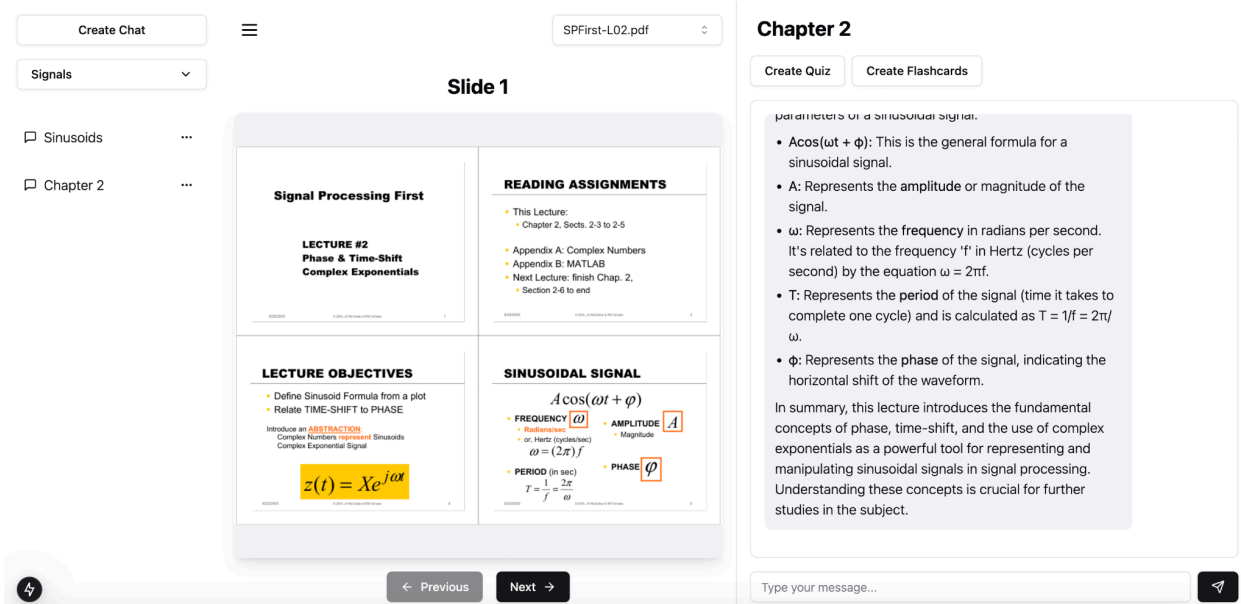 Create Chat
Signals
Sinusoids
Chapter 2
SPFirst-L02.pdf
Slide 1
Signal Processing First
LECTURE #2
Phase & Time-Shift
Complex Exponentials
READING ASSIGNMENTS
• This Lecture:
• Chapter 2, Sects. 2-3 to 2-5
• Appendix A: Complex Numbers
• Appendix B: MATLAB
• Next Lecture: finish Chap. 2,
• Section 2-6 to end
LECTURE OBJECTIVES
• Define Sinusoid Formula from a plot
• Relate TIME-SHIFT to PHASE
Introduce an ABSTRACTION:
Complex Numbers represent Sinusoids
Complex Exponential Signal
z(t) = Xe^{jωt}
SINUSOIDAL SIGNAL
A cos(ωt + φ)
• FREQUENCY ω
• Radians/sec
• or, Hertz (cycles/sec)
ω = (2π) f
• PERIOD (in sec)
T = 1/f = 2π/ω
• AMPLITUDE A
• Magnitude
• PHASE φ
← Previous
Next →
Chapter 2
Create Quiz
Create Flashcards
parameters of a sinusoidal signal.
• Acos(ωt + φ): This is the general formula for a
sinusoidal signal.
• A: Represents the amplitude or magnitude of the
signal.
• ω: Represents the frequency in radians per second.
It's related to the frequency 'f' in Hertz (cycles per
second) by the equation ω = 2πf.
• T: Represents the period of the signal (time it takes to
complete one cycle) and is calculated as T = 1/f = 2π/
ω.
• φ: Represents the phase of the signal, indicating the
horizontal shift of the waveform.
In summary, this lecture introduces the fundamental
concepts of phase, time-shift, and the use of complex
exponentials as a powerful tool for representing and
manipulating sinusoidal signals in signal processing.
Understanding these concepts is crucial for further
studies in the subject.
Type your message...